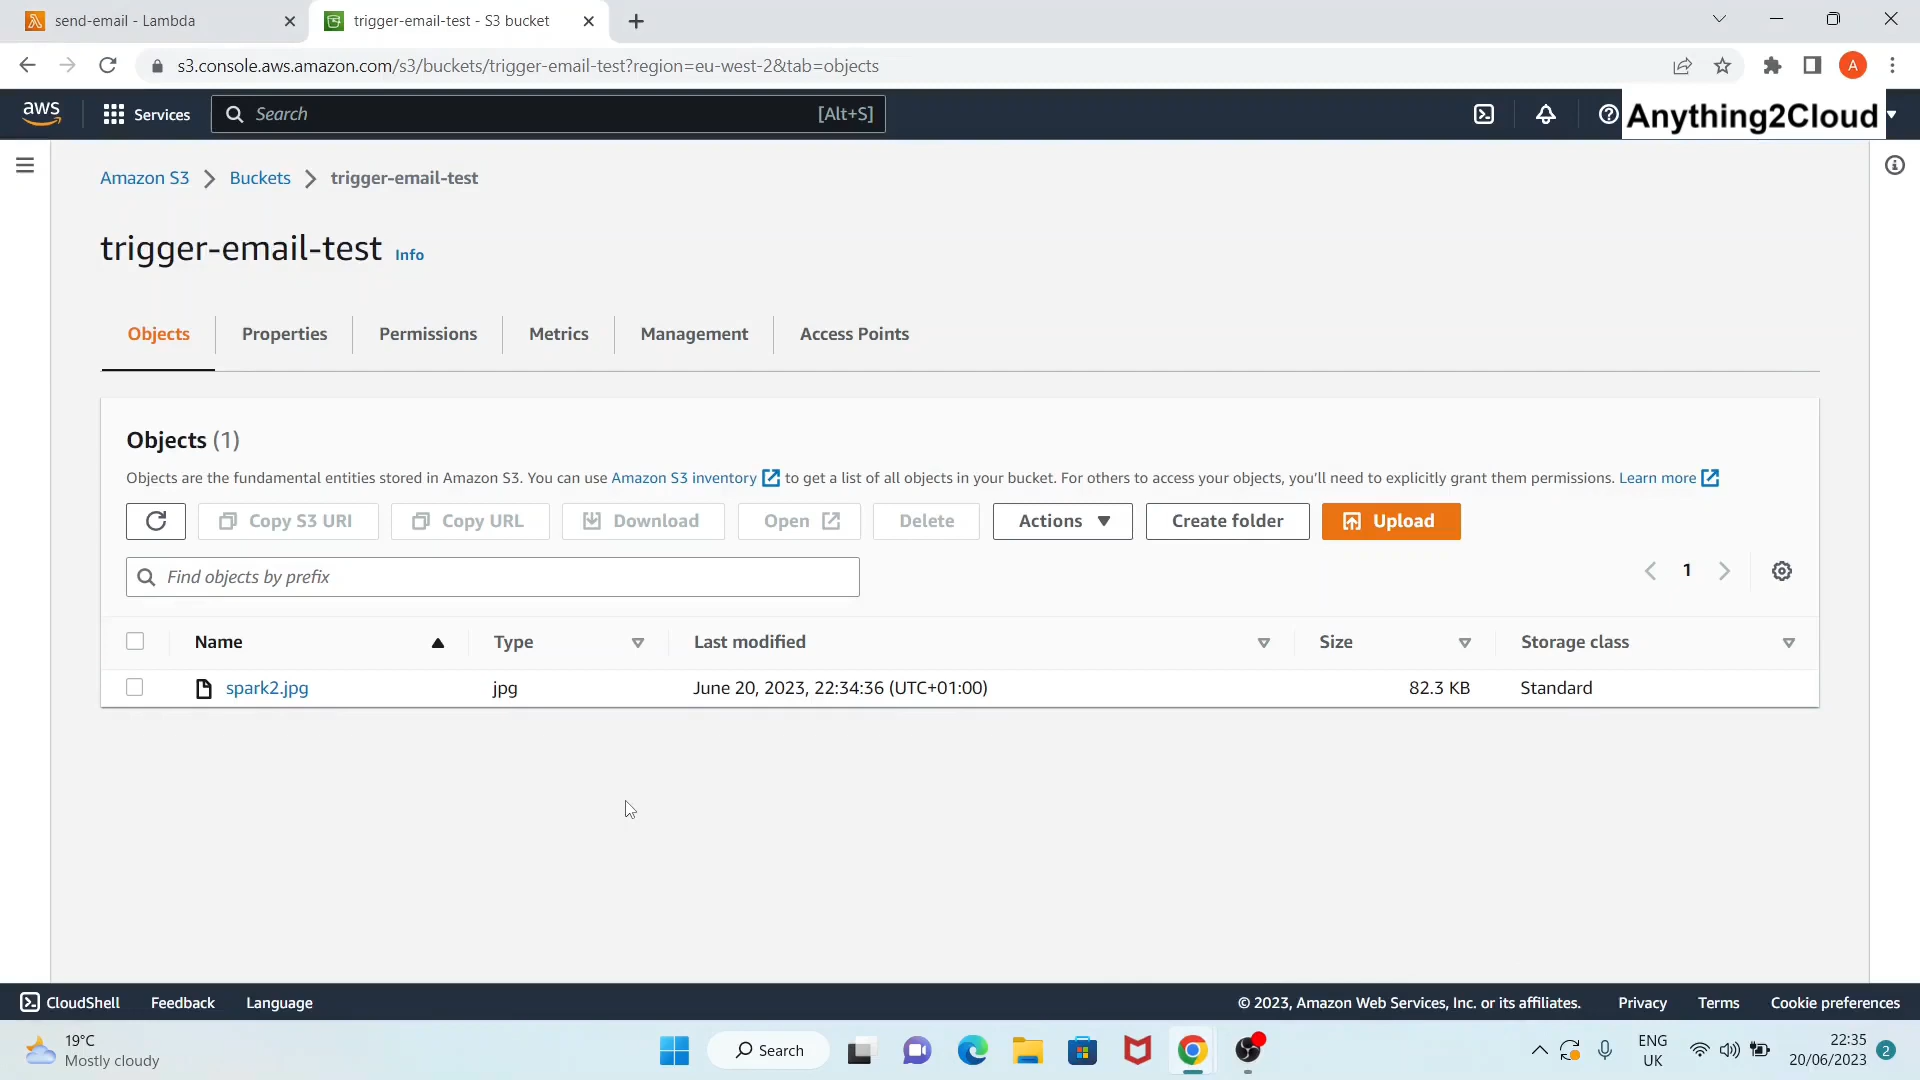 send-email - Lambda
trigger-email-test - S3 bucket
s3.console.aws.amazon.com/s3/buckets/trigger-email-test?region=eu-west-2&tab=objects
A
aws
Services
Search
[Alt+S]
Anything2Cloud
Amazon S3
Buckets
trigger-email-test
trigger-email-test
Info
Objects
Properties
Permissions
Metrics
Management
Access Points
Objects (1)
Objects are the fundamental entities stored in Amazon S3. You can use Amazon S3 inventory to get a list of all objects in your bucket. For others to access your objects, you'll need to explicitly grant them permissions. Learn more
Copy S3 URI
Copy URL
Download
Open
Delete
Actions
Create folder
Upload
Find objects by prefix
1
Name
Type
Last modified
Size
Storage class
spark2.jpg
jpg
June 20, 2023, 22:34:36 (UTC+01:00)
82.3 KB
Standard
CloudShell
Feedback
Language
© 2023, Amazon Web Services, Inc. or its affiliates.
Privacy
Terms
Cookie preferences
19°C
Mostly cloudy
Search
ENG
UK
22:35
20/06/2023
2